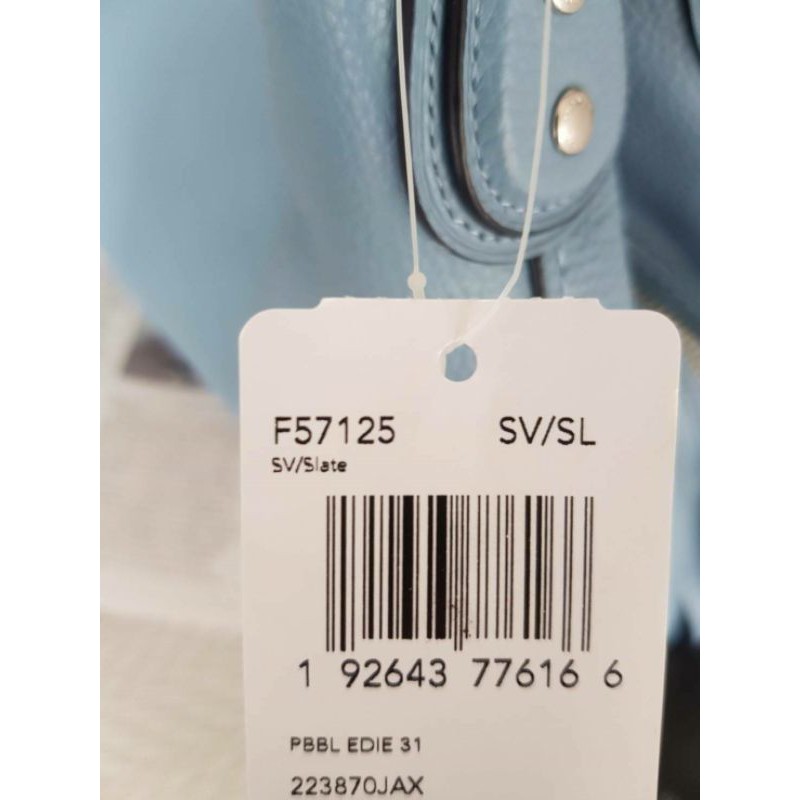 F57125 SV/SL
SV/Slate
1 92643 77616 6
PBBL EDIE 31
223870JAX